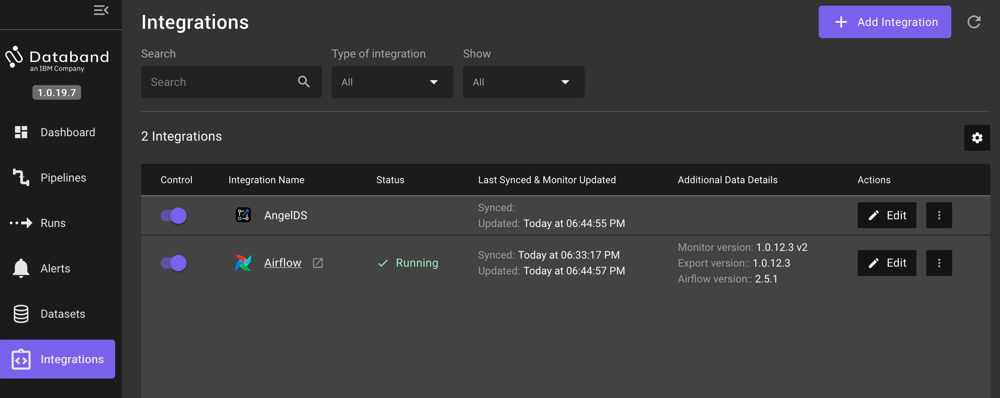 Databand
an IBM Company
1.0.19.7
Dashboard
Pipelines
Runs
Alerts
Datasets
Integrations
Integrations
Add Integration
Search
Type of integration
Show
Search
All
All
2 Integrations
Control
Integration Name
Status
Last Synced & Monitor Updated
Additional Data Details
Actions
AngelDS
Synced:
Updated: Today at 06:44:55 PM
Edit
Airflow
Running
Synced: Today at 06:33:17 PM
Updated: Today at 06:44:57 PM
Monitor version: 1.0.12.3 v2
Export version:: 1.0.12.3
Airflow version:: 2.5.1
Edit